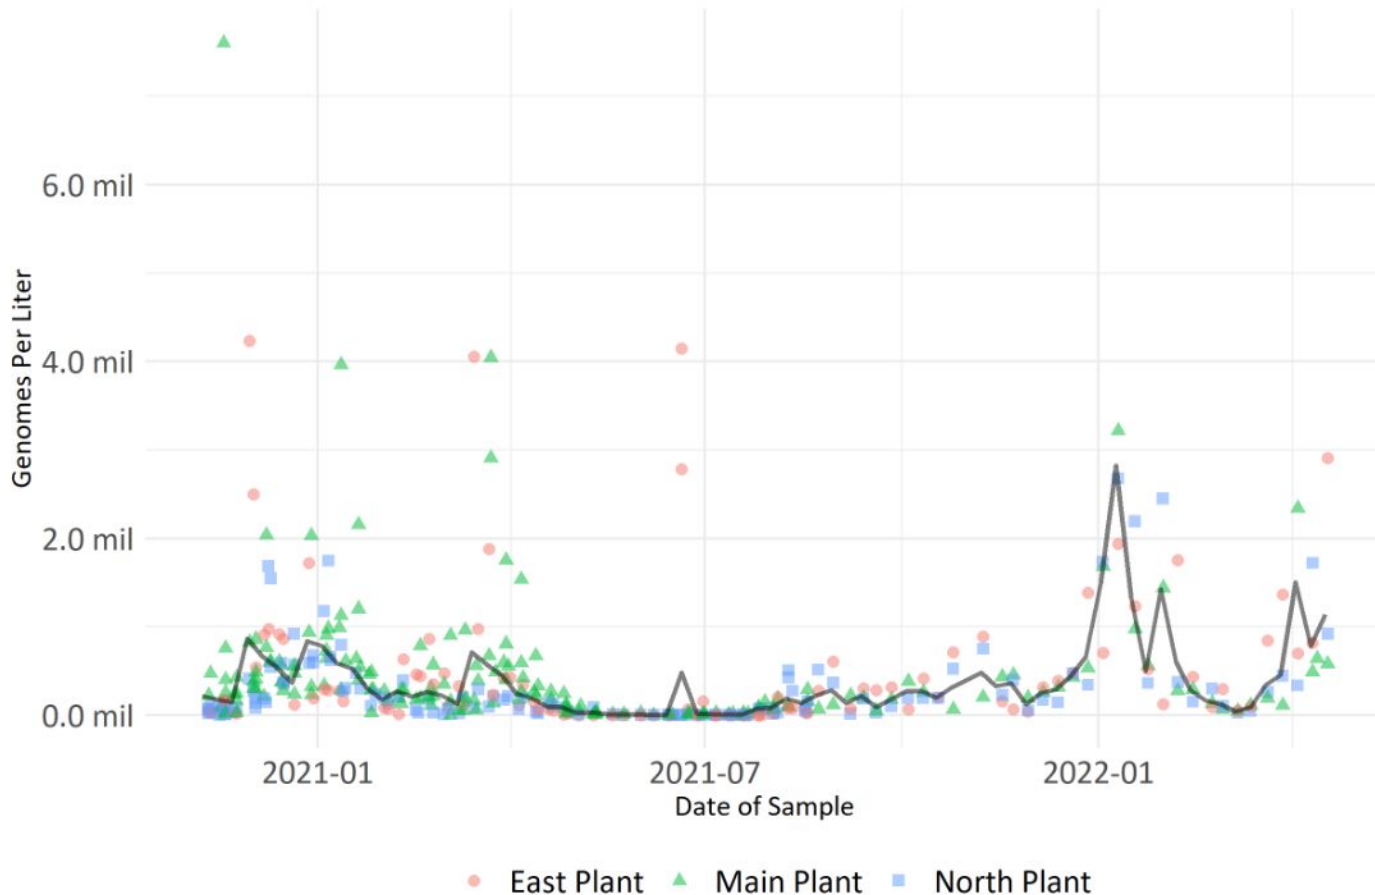 Genomes Per Liter
6.0 mil
4.0 mil
2.0 mil
0.0 mil
2021-01 2021-07 2022-01
Date of Sample
East Plant Main Plant North Plant